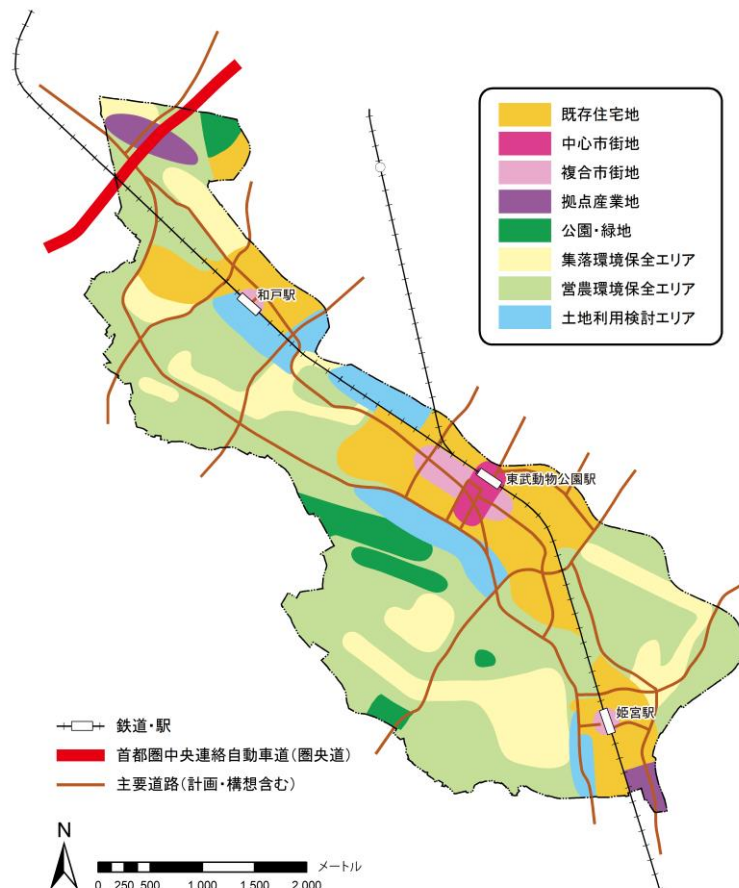 既存住宅地
中心市街地
複合市街地
拠点産業地
公園・緑地
集落環境保全エリア
営農環境保全エリア
土地利用検討エリア
和戸駅
東武動物公園駅
姫宮駅
鉄道・駅
首都圏中央連絡自動車道(圏央道)
主要道路(計画・構想含む)
N
メートル
0 250 500 1,000 1,500 2,000